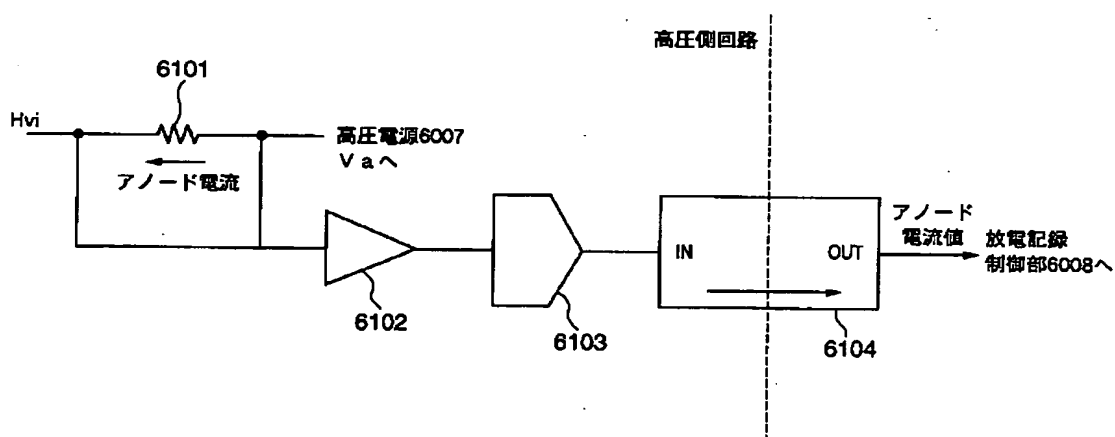 高圧側回路
6101
Hvi
高圧電源6007
Ｖａへ
アノード電流
アノード
電流値
放電記録
制御部6008へ
IN
OUT
6102
6103
6104